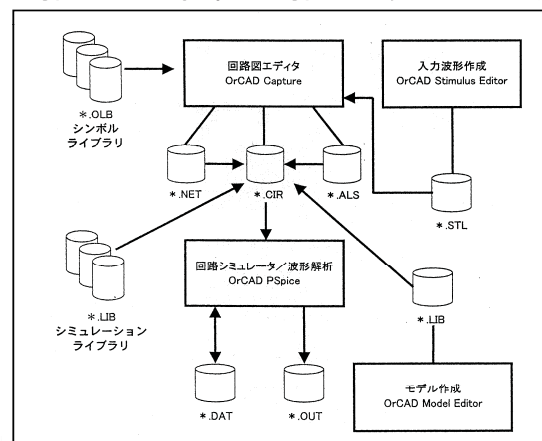 回路図エディタ
OrCAD Capture
入力波形作成
OrCAD Stimulus Editor
*.OLB
シンボル
ライブラリ
*.NET
*.CIR
*.ALS
*.STL
回路シミュレータ/波形解析
OrCAD PSpice
*.LIB
シミュレーション
ライブラリ
*.LIB
*.DAT
*.OUT
モデル作成
OrCAD Model Editor